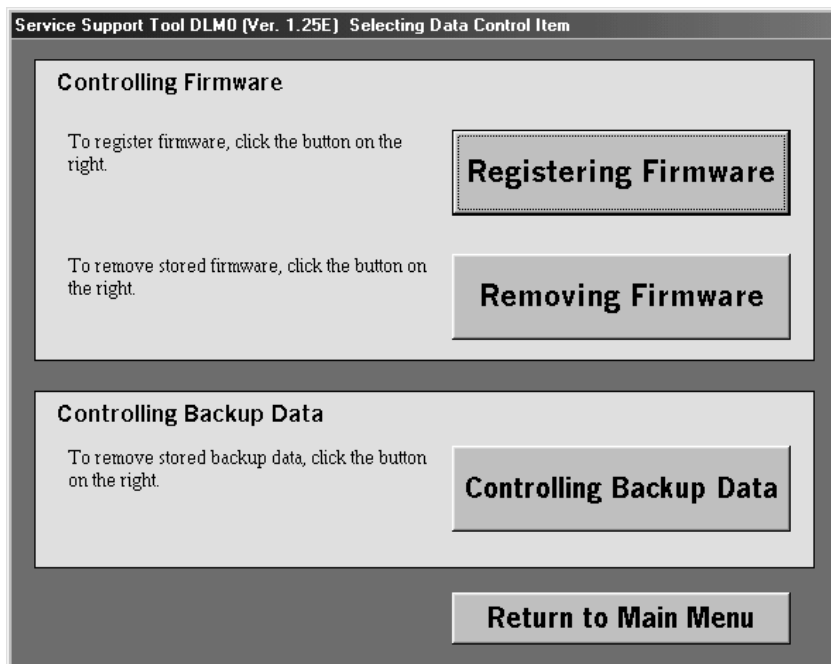 Service Support Tool DLM0 (Ver. 1.25E)  Selecting Data Control Item
Controlling Firmware
To register firmware, click the button on the
right.
Registering Firmware
To remove stored firmware, click the button on
the right.
Removing Firmware
Controlling Backup Data
To remove stored backup data, click the button
on the right.
Controlling Backup Data
Return to Main Menu